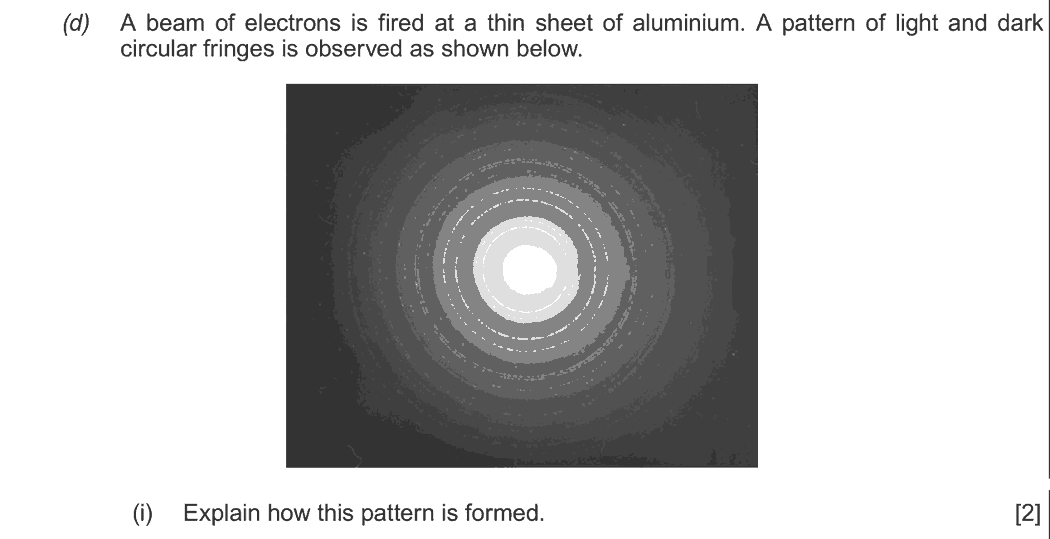 (d) A beam of electrons is fired at a thin sheet of aluminium. A pattern of light and dark
circular fringes is observed as shown below.
(i) Explain how this pattern is formed. [2]